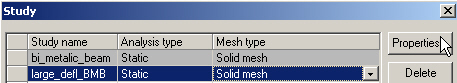 Study
Study name Analysis type Mesh type Properties
bi_metalic_beam Static Solid mesh
large_defl_BMB Static Solid mesh Delete